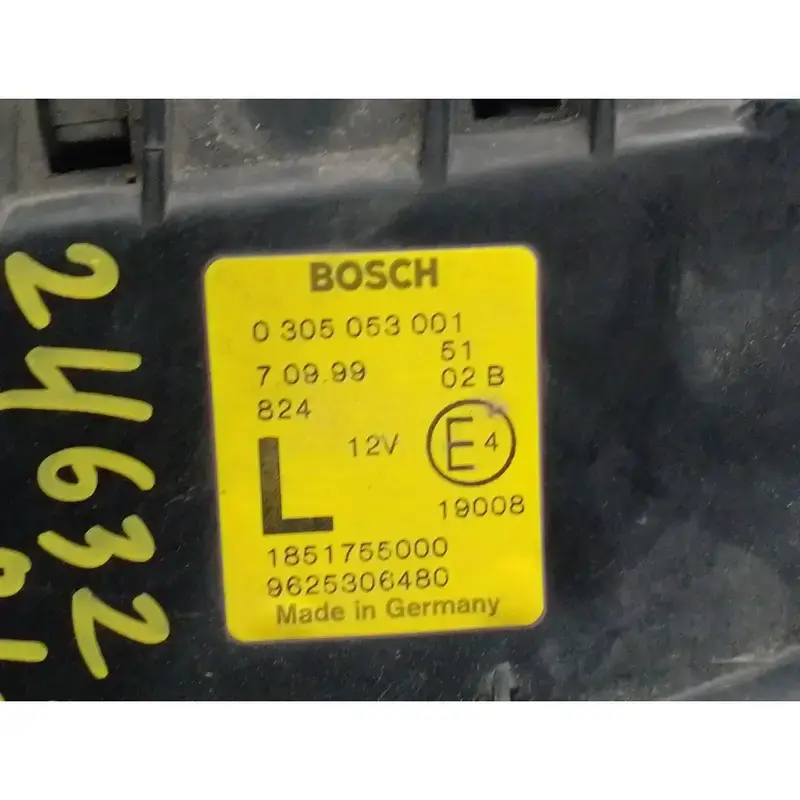 BOSCH
0 305 053 001
7 09.99
51
02 B
824
L
12V
E4
19008
1851755000
9625306480
Made in Germany
24632